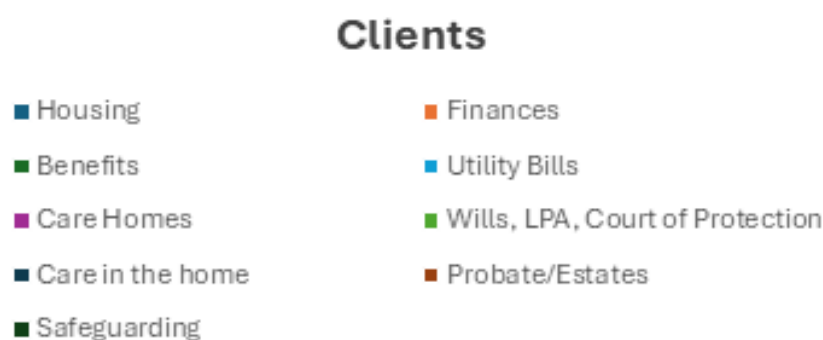 Clients
Housing
Finances
Benefits
Utility Bills
Care Homes
Wills, LPA, Court of Protection
Care in the home
Probate/Estates
Safeguarding